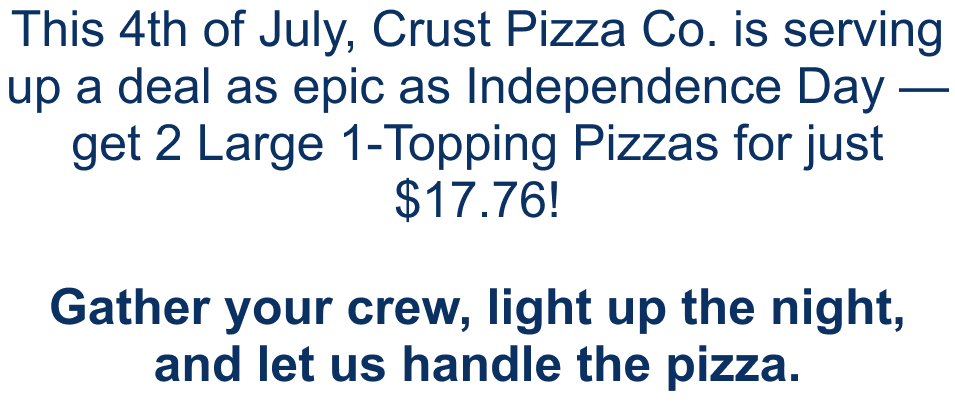 This 4th of July, Crust Pizza Co. is serving
up a deal as epic as Independence Day —
get 2 Large 1-Topping Pizzas for just
$17.76!
Gather your crew, light up the night,
and let us handle the pizza.